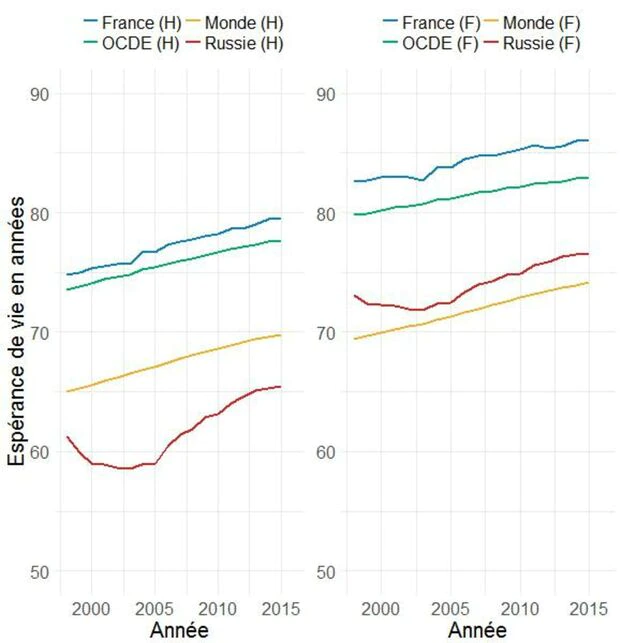 France (H) Monde (H)
OCDE (H) Russie (H)
France (F) Monde (F)
OCDE (F) Russie (F)
Espérance de vie en années
90
80
70
60
50
2000 2005 2010 2015
Année
90
80
70
60
50
2000 2005 2010 2015
Année